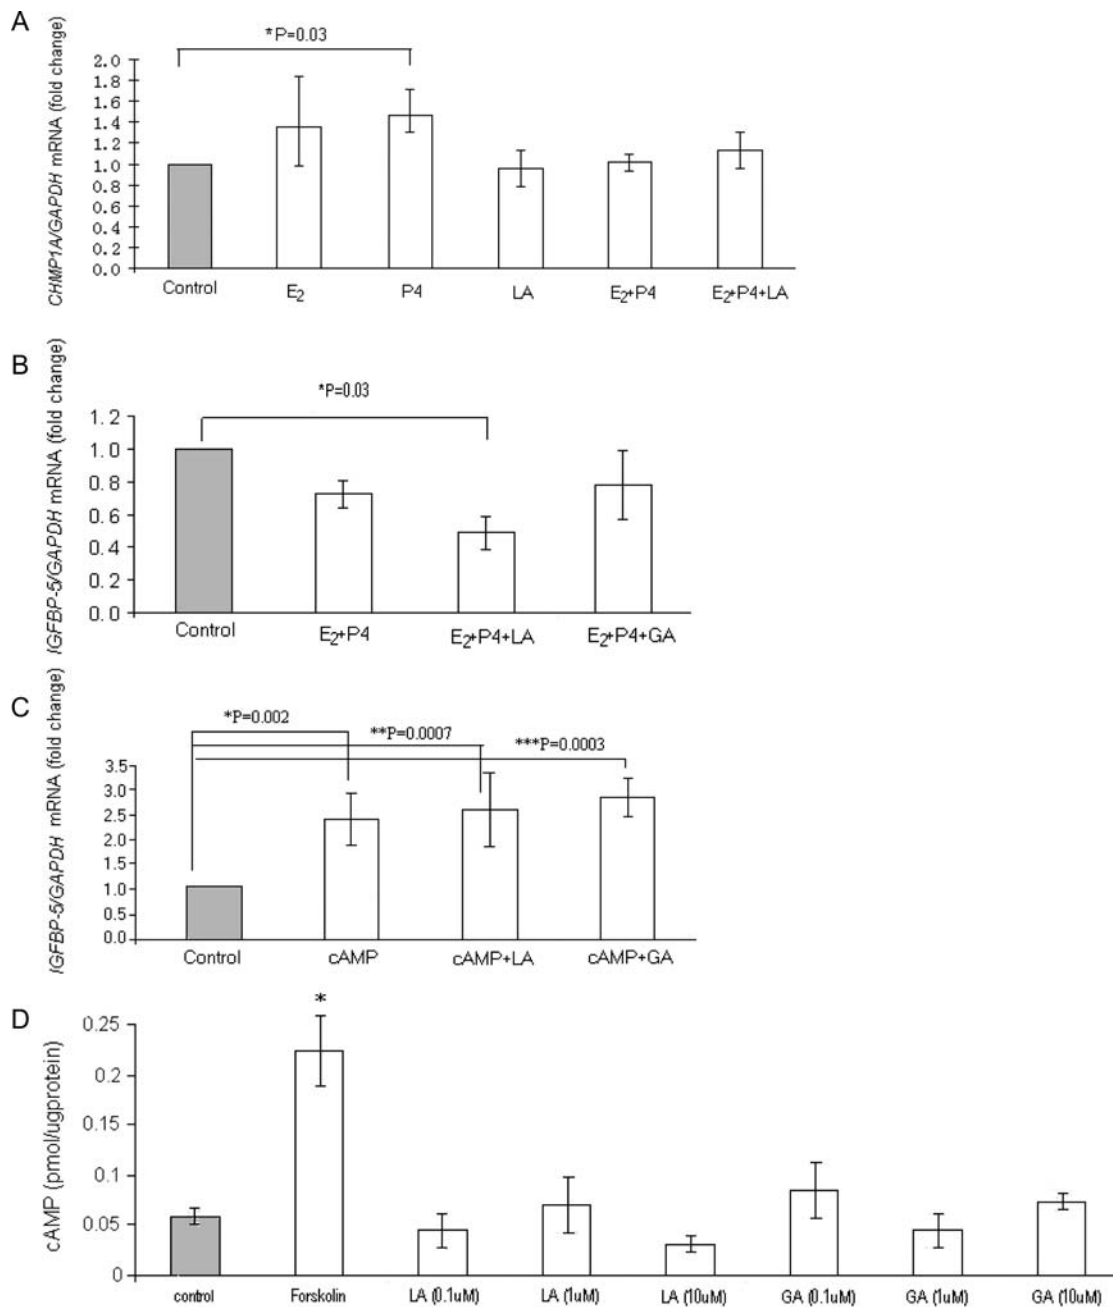 A
CHMP1A/GAPDH mRNA (fold change)
*P=0.03
2.0
1.8
1.6
1.4
1.2
1.0
0.8
0.6
0.4
0.2
0.0
Control E2 P4 LA E2+P4 E2+P4+LA
B
IGFBP-5/GAPDH mRNA (fold change)
*P=0.03
1.2
1.0
0.8
0.6
0.4
0.2
0.0
Control E2+P4 E2+P4+LA E2+P4+GA
C
IGFBP-5/GAPDH mRNA (fold change)
*P=0.002
**P=0.0007
***P=0.0003
3.5
3.0
2.5
2.0
1.5
1.0
0.5
0.0
Control cAMP cAMP+LA cAMP+GA
D
cAMP (pmol/ugprotein)
*
0.25
0.2
0.15
0.1
0.05
0
control Forskolin LA (0.1uM) LA (1uM) LA (10uM) GA (0.1uM) GA (1uM) GA (10uM)